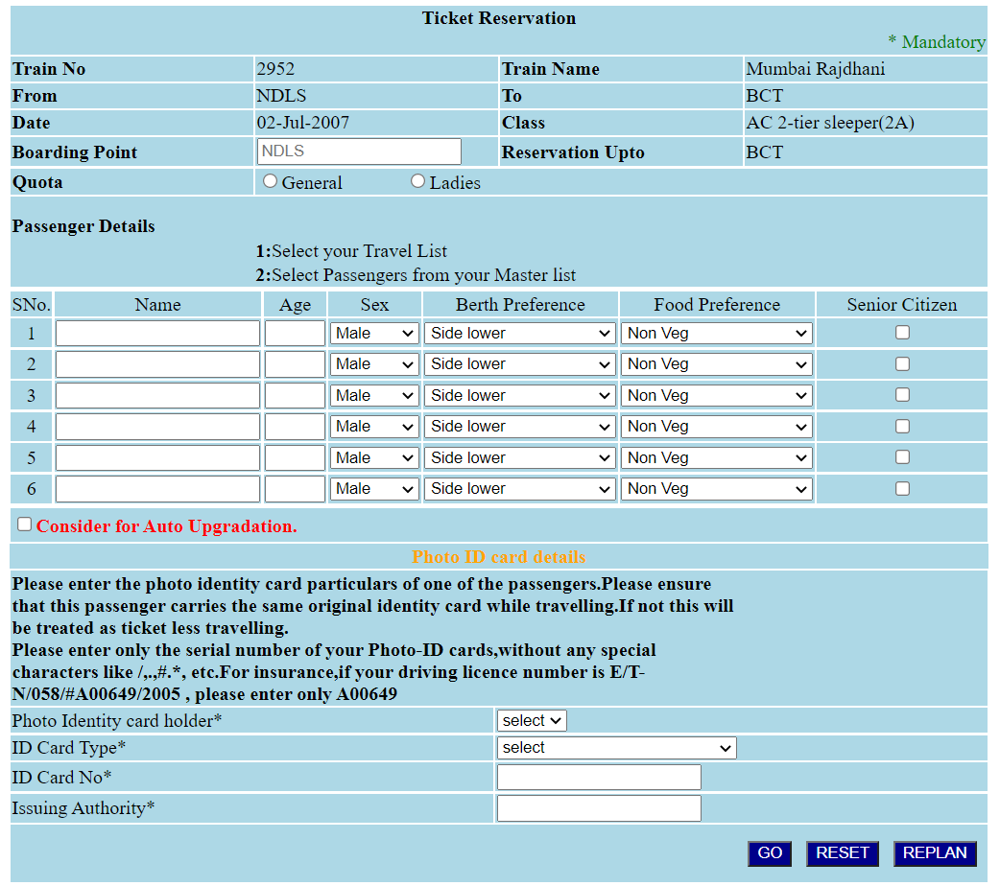 Ticket Reservation
* Mandatory
Train No 2952 Train Name Mumbai Rajdhani
From NDLS To BCT
Date 02-Jul-2007 Class AC 2-tier sleeper(2A)
Boarding Point NDLS Reservation Upto BCT
Quota General Ladies
Passenger Details
1:Select your Travel List
2:Select Passengers from your Master list
SNo. Name Age Sex Berth Preference Food Preference Senior Citizen
1 Male Side lower Non Veg
2 Male Side lower Non Veg
3 Male Side lower Non Veg
4 Male Side lower Non Veg
5 Male Side lower Non Veg
6 Male Side lower Non Veg
Consider for Auto Upgradation.
Photo ID card details
Please enter the photo identity card particulars of one of the passengers.Please ensure
that this passenger carries the same original identity card while travelling.If not this will
be treated as ticket less travelling.
Please enter only the serial number of your Photo-ID cards,without any special
characters like /,.,#.*, etc.For insurance,if your driving licence number is E/T-
N/058/#A00649/2005 , please enter only A00649
Photo Identity card holder* select
ID Card Type* select
ID Card No*
Issuing Authority*
GO RESET REPLAN